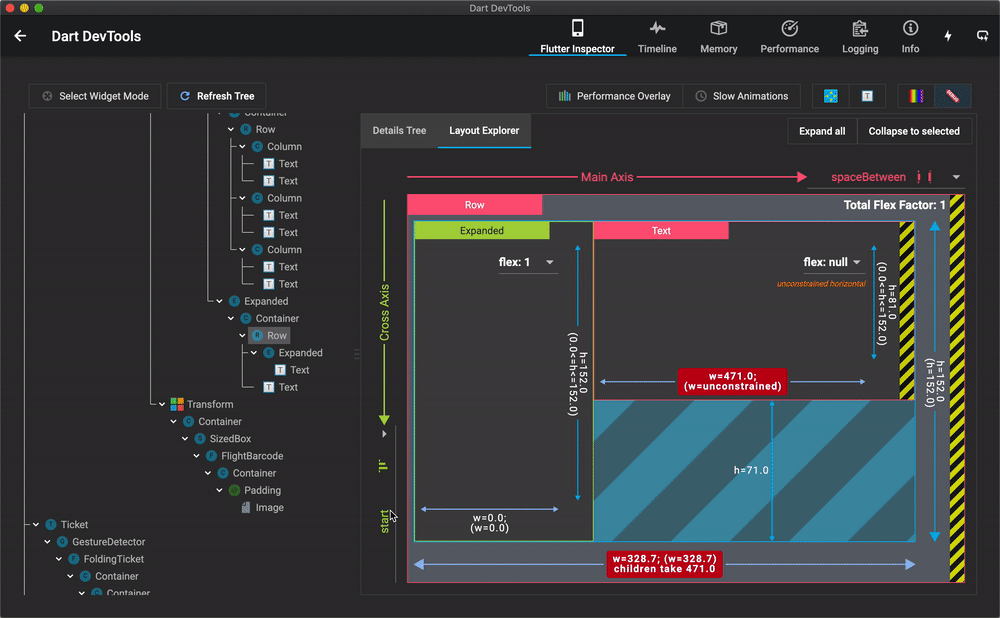 Dart DevTools
Dart DevTools
Flutter Inspector
Timeline
Memory
Performance
Logging
Info
Select Widget Mode
Refresh Tree
Performance Overlay
Slow Animations
Container
Row
Column
Text
Text
Column
Text
Text
Column
Text
Text
Expanded
Container
Row
Expanded
Text
Text
Transform
Container
SizedBox
FlightBarcode
Container
Padding
Image
Ticket
GestureDetector
FoldingTicket
Container
Container
Details Tree
Layout Explorer
Expand all
Collapse to selected
Main Axis
spaceBetween
Cross Axis
start
Row
Total Flex Factor: 1
Expanded
flex: 1
h=152.0
(0.0<=h<=152.0)
w=0.0;
(w=0.0)
Text
flex: null
unconstrained horizontal
h=81.0
(0.0<=h<=152.0)
w=471.0;
(w=unconstrained)
h=71.0
h=152.0
(h=152.0)
w=328.7; (w=328.7)
children take 471.0